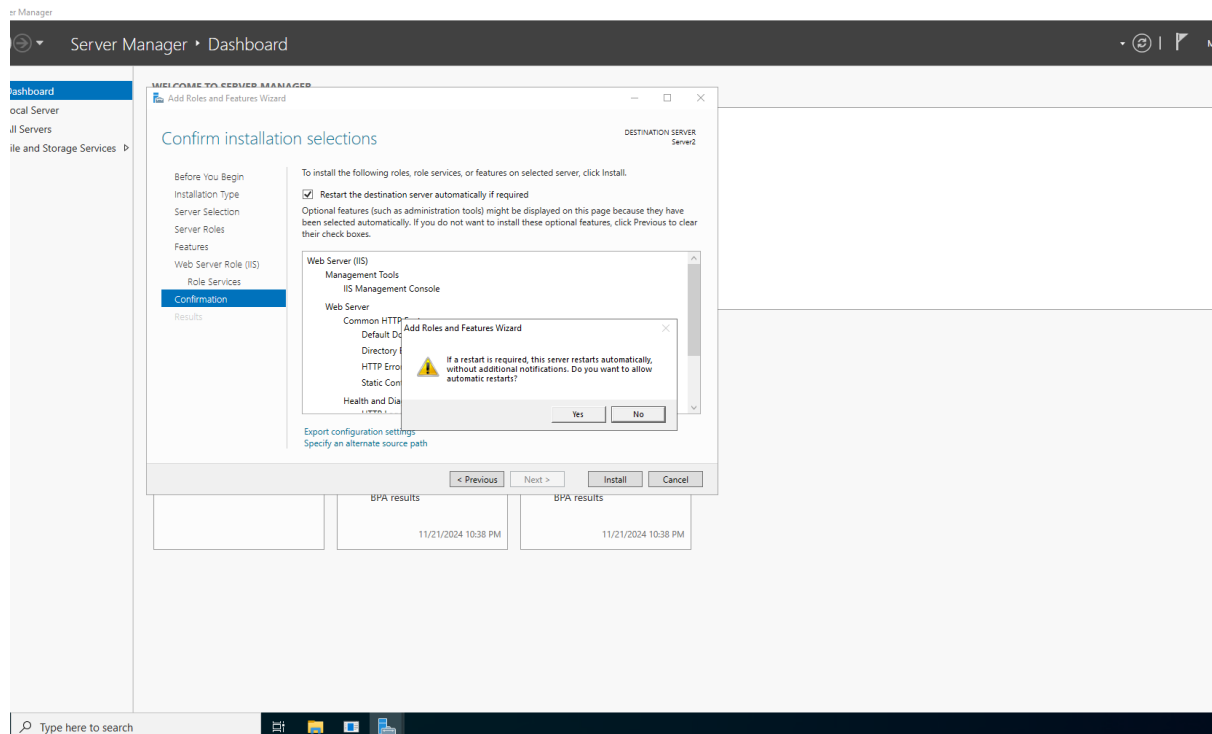 er Manager
Server Manager • Dashboard
WELCOME TO SERVER MANAGER
Dashboard
ocal Server
ll Servers
ile and Storage Services
Add Roles and Features Wizard
Confirm installation selections
DESTINATION SERVER
Server2
Before You Begin
Installation Type
Server Selection
Server Roles
Features
Web Server Role (IIS)
Role Services
Confirmation
Results
To install the following roles, role services, or features on selected server, click Install.
Restart the destination server automatically if required
Optional features (such as administration tools) might be displayed on this page because they have
been selected automatically. If you do not want to install these optional features, click Previous to clear
their check boxes.
Web Server (IIS)
Management Tools
IIS Management Console
Web Server
Common HTTP
Default Do
Directory
HTTP Erro
Static Con
Health and Dia
Add Roles and Features Wizard
If a restart is required, this server restarts automatically,
without additional notifications. Do you want to allow
automatic restarts?
Yes
No
Export configuration settings
Specify an alternate source path
< Previous
Next >
Install
Cancel
BPA results
11/21/2024 10:38 PM
BPA results
11/21/2024 10:38 PM
Type here to search